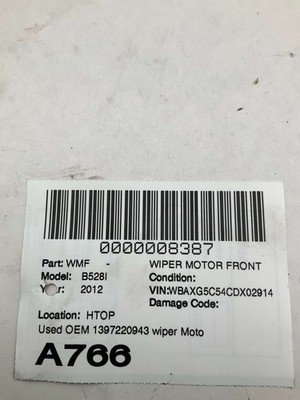 0000008387
Part: WMF - WIPER MOTOR FRONT
Model: B528I Condition:
Year: 2012 VIN:WBAXG5C54CDX02914
Damage Code:
Location: HTOP
Used OEM 1397220943 wiper Moto
A766